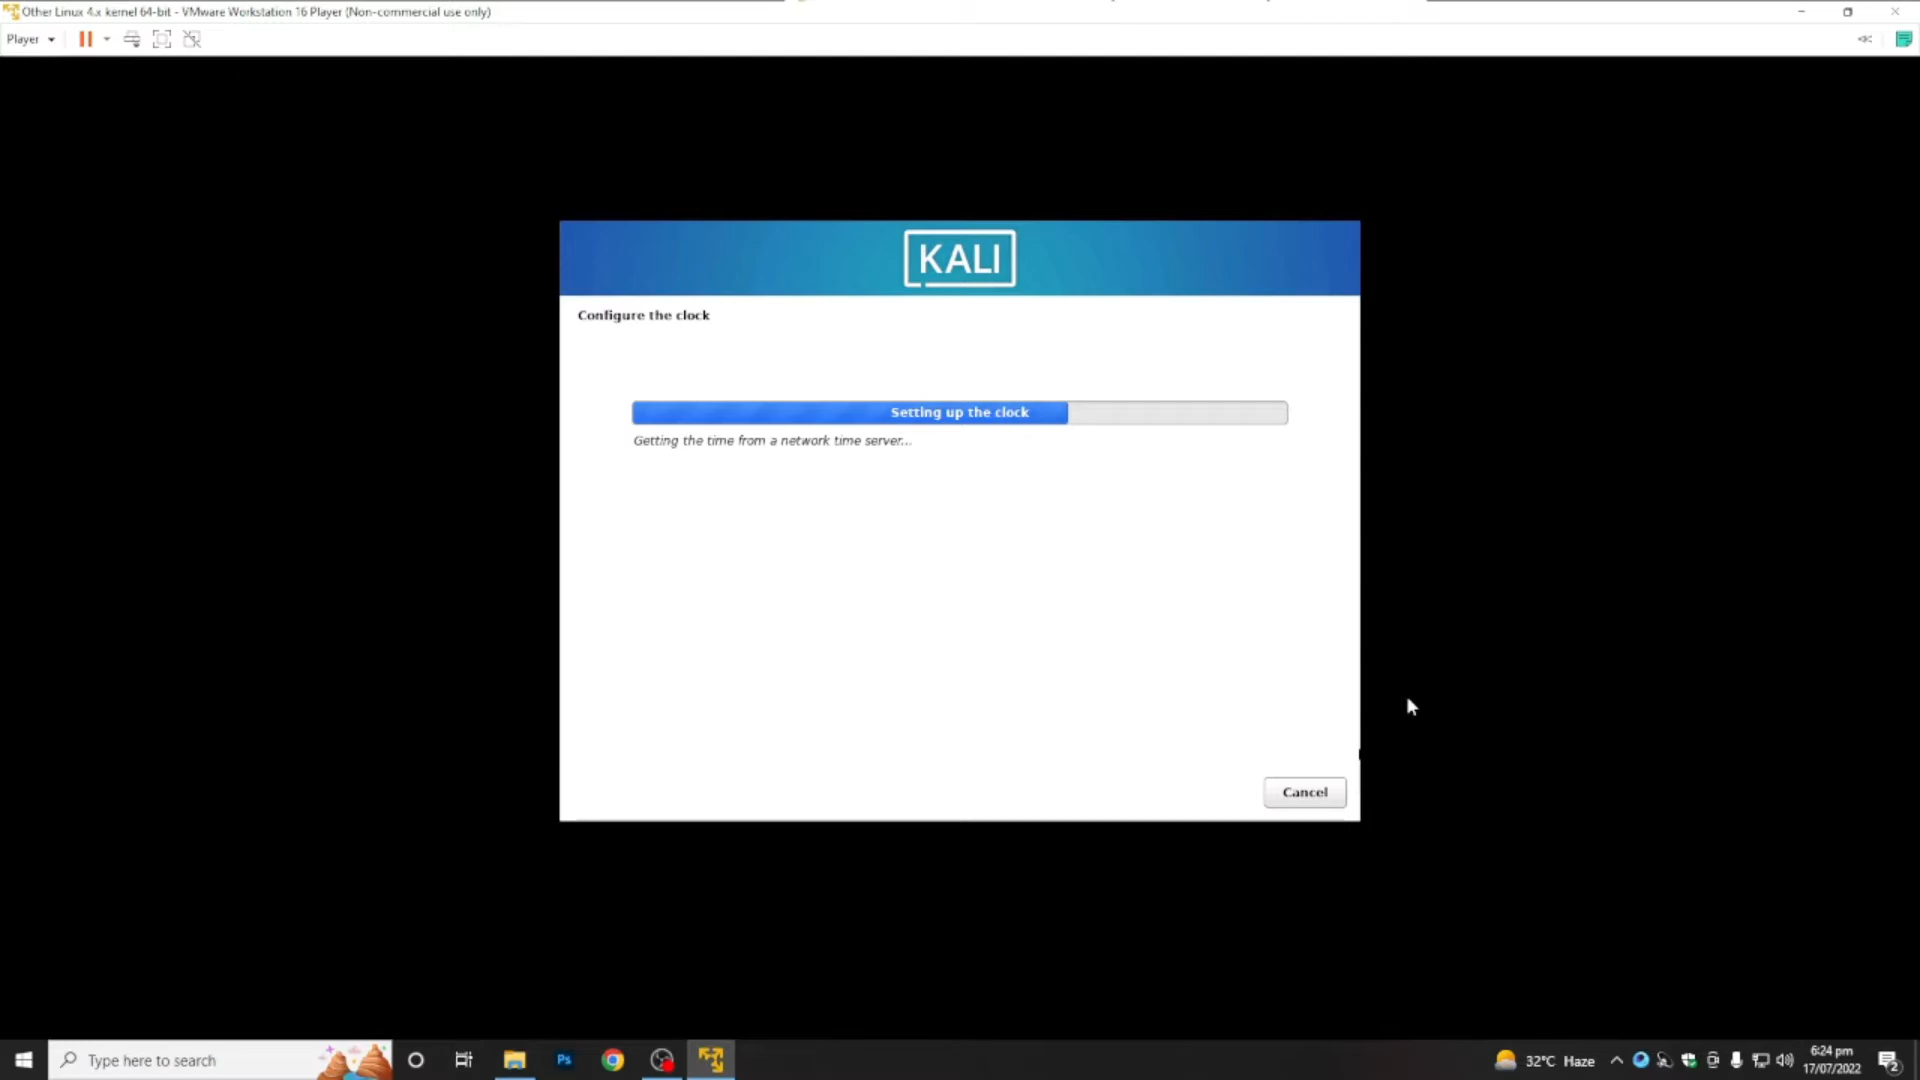 Other Linux 4.x kernel 64-bit - VMware Workstation 16 Player (Non-commercial use only)
Player
KALI
Configure the clock
Setting up the clock
Getting the time from a network time server...
Cancel
Type here to search
Ps
32°C Haze
6:24 pm
17/07/2022
2